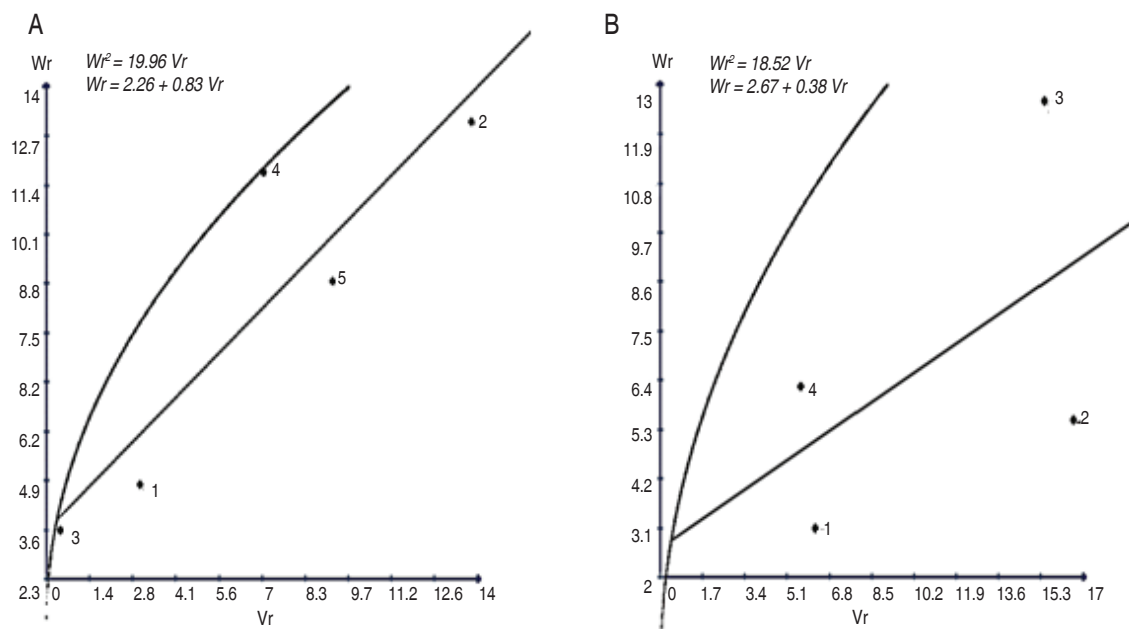 A
Wr
Wr² = 19.96 Vr
Wr = 2.26 + 0.83 Vr
14
12.7
11.4
10.1
8.8
7.5
8.2
6.2
4.9
3.6
2.3
4
2
5
1
3
0 1.4 2.8 4.1 5.6 7 8.3 9.7 11.2 12.6 14
Vr
B
Wr
Wr² = 18.52 Vr
Wr = 2.67 + 0.38 Vr
13
11.9
10.8
9.7
8.6
7.5
6.4
5.3
4.2
3.1
2
3
4
2
1
0 1.7 3.4 5.1 6.8 8.5 10.2 11.9 13.6 15.3 17
Vr